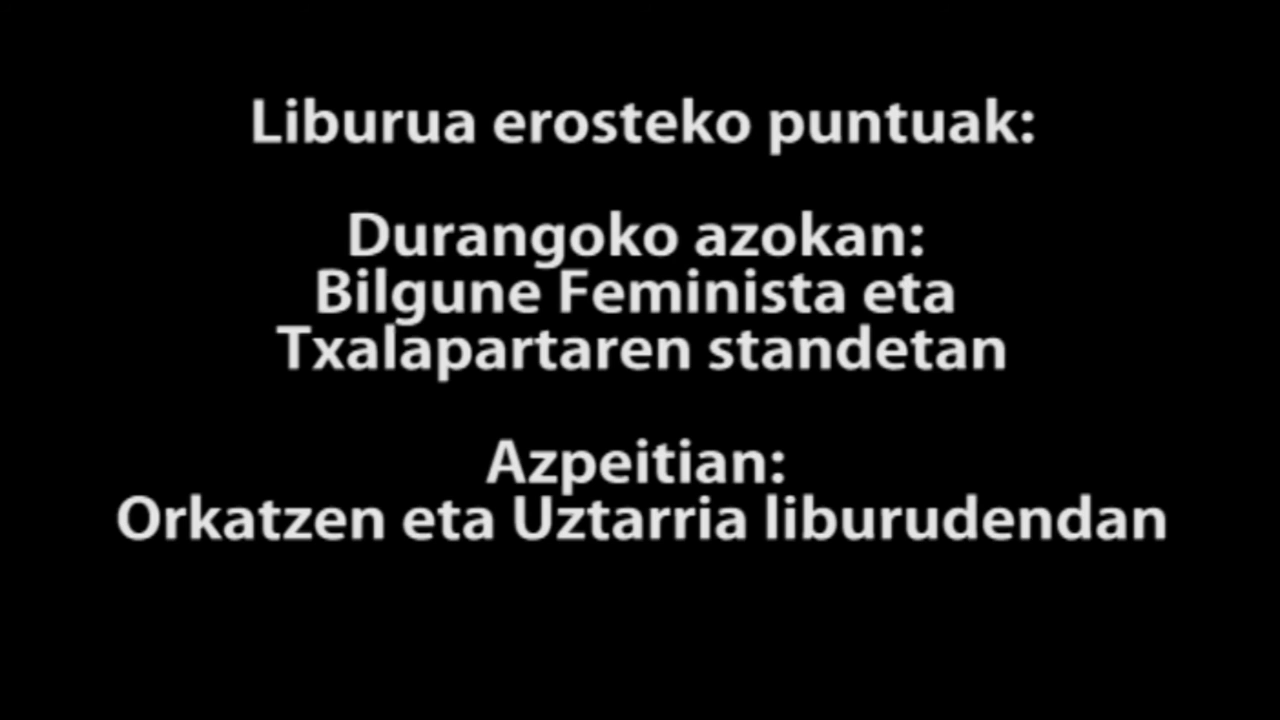 Liburua erosteko puntuak:
Durangoko azokan:
Bilgune Feminista eta
Txalapartaren standetan
Azpeitian:
Orkatzen eta Uztarria liburudendan